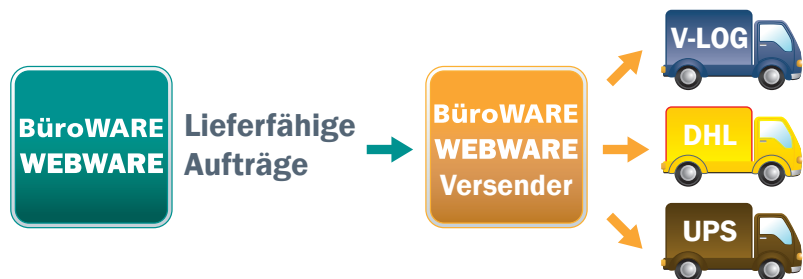 BüroWARE
WEBWARE
Lieferfähige
Aufträge
BüroWARE
WEBWARE
Versender
V-LOG
DHL
UPS